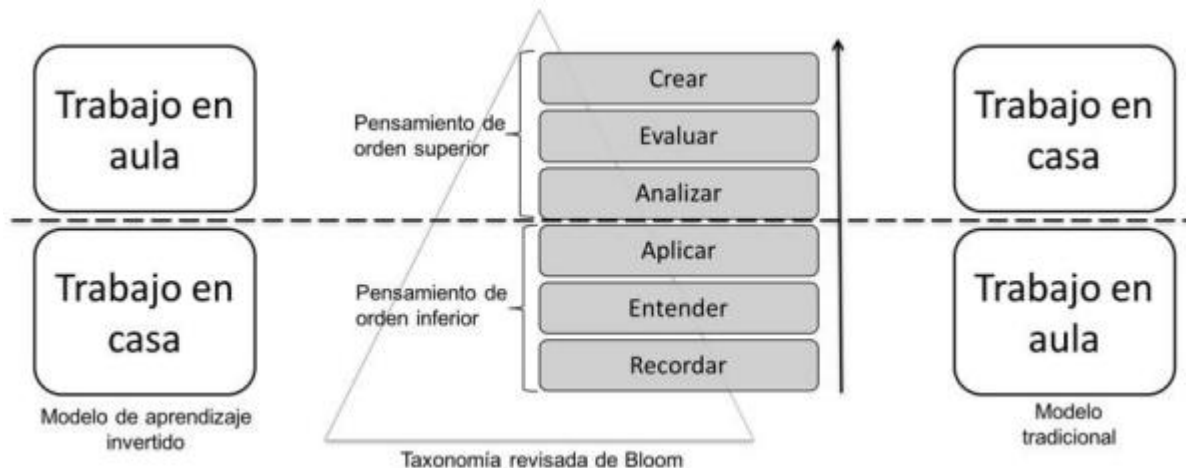 Trabajo en
aula
Trabajo en
casa
Modelo de aprendizaje
invertido
Pensamiento de
orden superior
Pensamiento de
orden inferior
Crear
Evaluar
Analizar
Aplicar
Entender
Recordar
Taxonomía revisada de Bloom
Trabajo en
casa
Trabajo en
aula
Modelo
tradicional